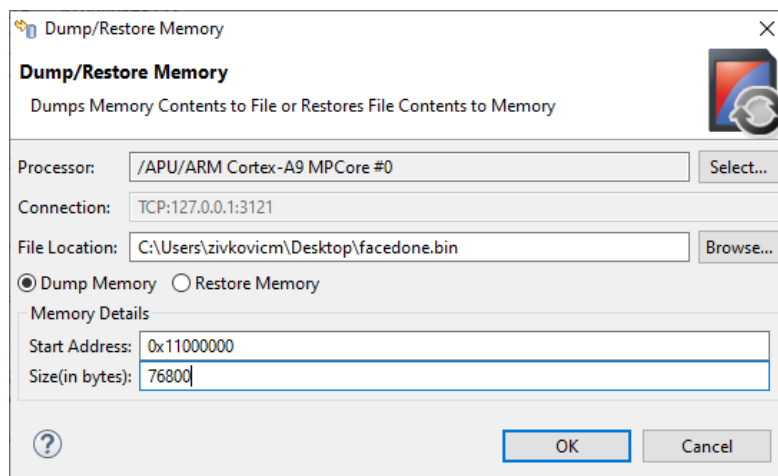 Dump/Restore Memory
Dump/Restore Memory
Dumps Memory Contents to File or Restores File Contents to Memory
Processor: /APU/ARM Cortex-A9 MPCore #0 Select...
Connection: TCP:127.0.0.1:3121
File Location: C:\Users\zivkovicm\Desktop\facedone.bin Browse...
Dump Memory Restore Memory
Memory Details
Start Address: 0x11000000
Size(in bytes): 76800
? OK Cancel